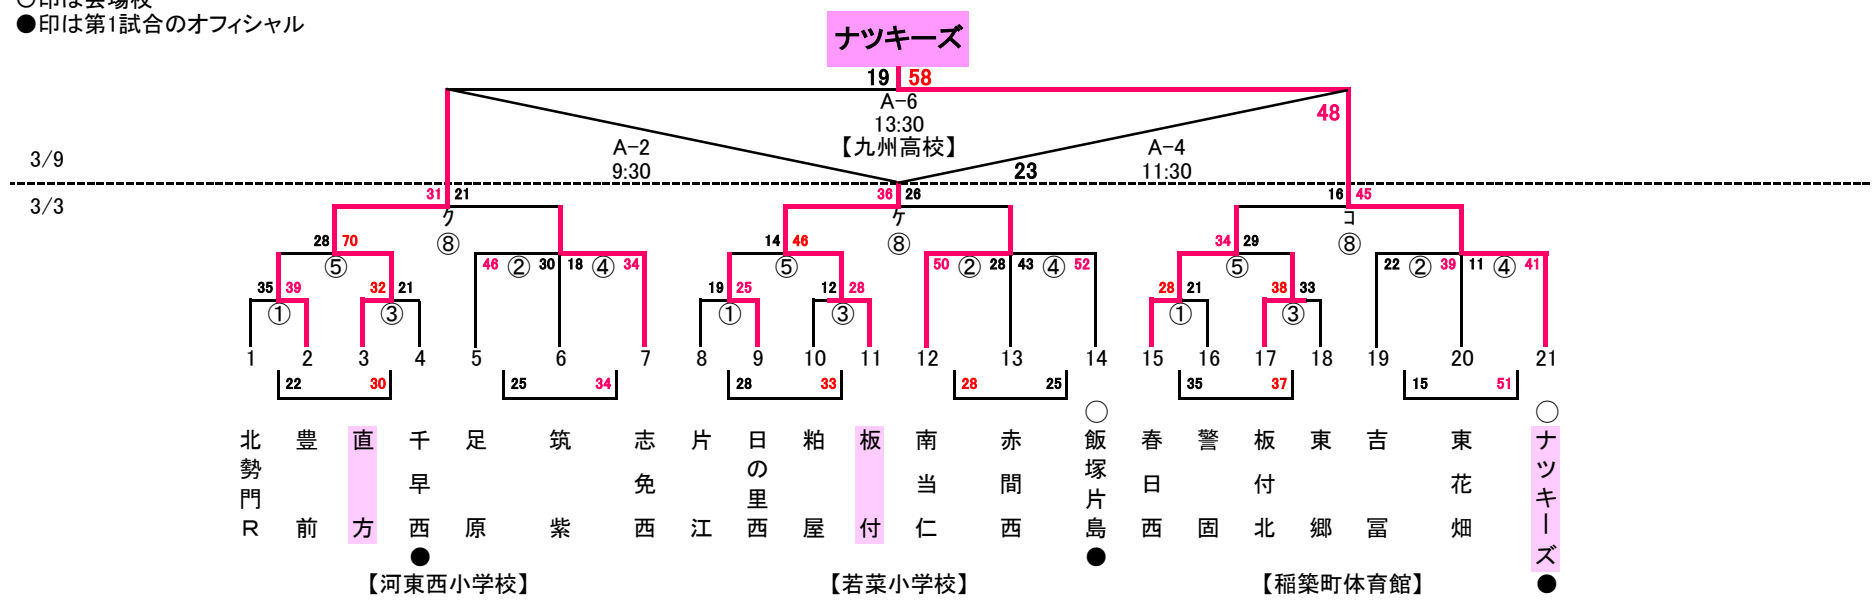 ○印は会場校
●印は第1試合のオフィシャル
ナツキーズ
19 58
A-6
13:30
【九州高校】
48
A-2
9:30
A-4
11:30
23
3/9
3/3
31 21
36 26
16 45
ク
ケ
コ
⑧
⑧
⑧
28 70
14 46
34 29
⑤
46 ② 30 18 ④ 34
⑤
50 ② 28 43 ④ 52
⑤
22 ② 39 11 ④ 41
35 39
32 21
19 25
12 28
28 21
38 33
① ③ ① ③ ① ③
1 2 3 4 5 6 7 8 9 10 11 12 13 14 15 16 17 18 19 20 21
22 30
25 34
28 33
28 25
35 37
15 51
○
○
北勢門R
豊前
直方
千早西
足原
筑紫
志免西
片江
日の里西
粕屋
板付
南当仁
赤間西
飯塚片島
春日西
警固
板付北
東郷
吉冨
東花畑
ナツキーズ
●
●
●
【河東西小学校】
【若菜小学校】
【稲築町体育館】